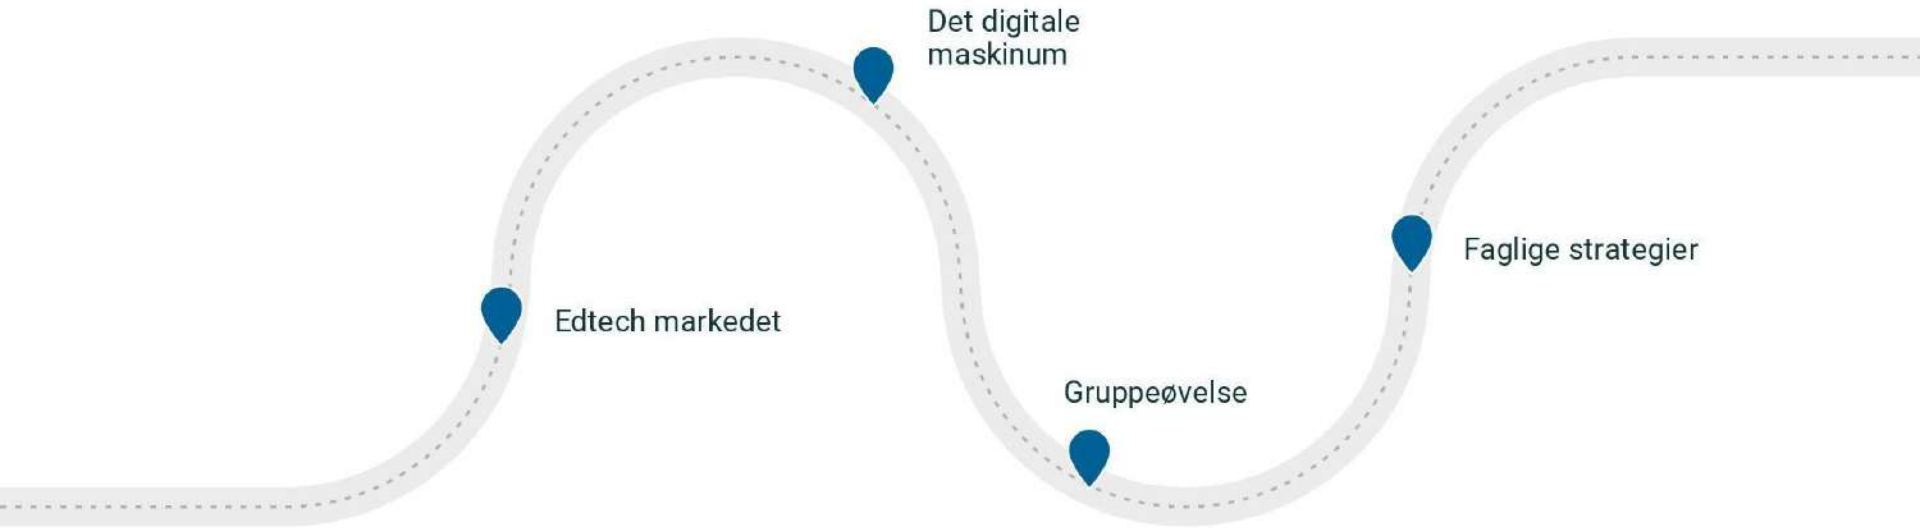 Det digitale
maskinum
Edtech markedet
Gruppeøvelse
Faglige strategier